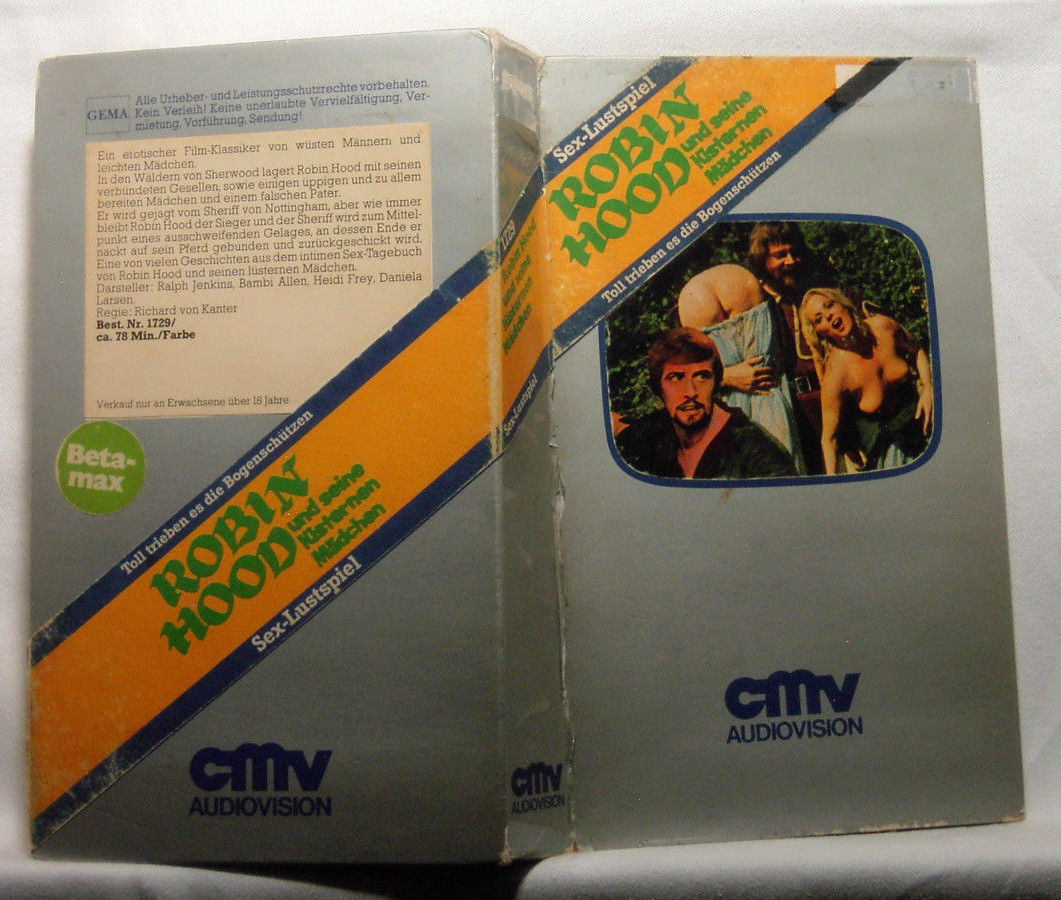 GEMA
Alle Urheber- und Leistungsschutzrechte vorbehalten.
Kein Verleih! Keine unerlaubte Vervielfältigung, Ver-
mietung, Vorführung, Sendung!
Ein erotischer Film-Klassiker von wüsten Männern und
leichten Mädchen.
In den Wäldern von Sherwood lagert Robin Hood mit seinen
verbündeten Gesellen, sowie einigen üppigen und zu allem
bereiten Mädchen und einem falschen Pater.
Er wird gejagt vom Sheriff von Nottingham, aber wie immer
bleibt Robin Hood der Sieger und der Sheriff wird zum Mittel-
punkt eines ausschweifenden Gelages, an dessen Ende er
nackt auf sein Pferd gebunden und zurückgeschickt wird.
Eine von vielen Geschichten aus dem intimen Sex-Tagebuch
von Robin Hood und seinen lüsternen Mädchen.
Darsteller: Ralph Jenkins, Bambi Allen, Heidi Frey, Daniela
Larsen.
Regie: Richard von Kanter
Best. Nr. 1729/
ca. 78 Min./Farbe
Verkauf nur an Erwachsene über 18 Jahre
Beta-
max
Toll trieben es die Bogenschützen
ROBIN
HOOD
und seine
lüsternen
Mädchen
Sex-Lustspiel
cmv
AUDIOVISION
1729
Robin Hood
und seine
lüsternen
Mädchen
Sex-Lustspiel
cmv
AUDIOVISION
Sex-Lustspiel
ROBIN
HOOD
und seine
lüsternen
Mädchen
Toll trieben es die Bogenschützen
cmv
AUDIOVISION